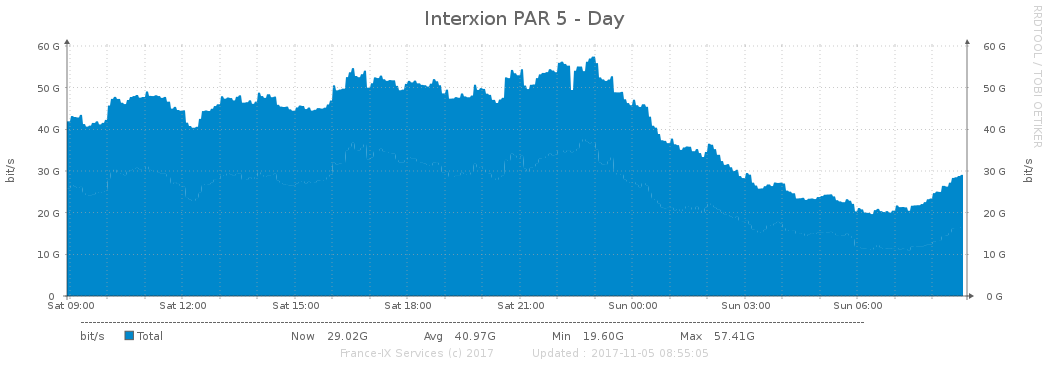 Interxion PAR 5 - Day
RRDTOOL / TOBI OETIKER
60 G 60 G
50 G 50 G
40 G 40 G
30 G 30 G
20 G 20 G
10 G 10 G
0 0 G
bit/s bit/s
Sat 09:00 Sat 12:00 Sat 15:00 Sat 18:00 Sat 21:00 Sun 00:00 Sun 03:00 Sun 06:00
bit/s Total Now 29.02G Avg 40.97G Min 19.60G Max 57.41G
France-IX Services (c) 2017 Updated : 2017-11-05 08:55:05